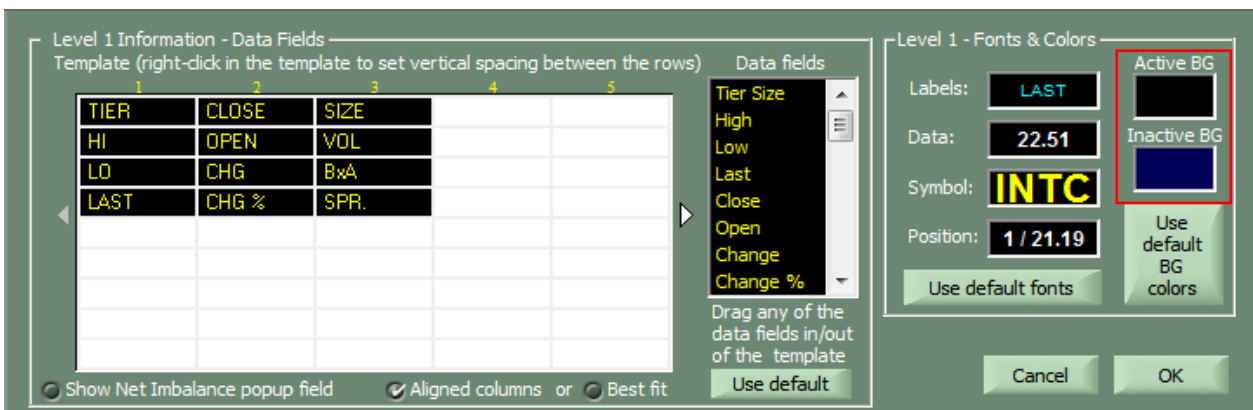 Level 1 Information - Data Fields
Template (right-click in the template to set vertical spacing between the rows)
1 2 3 4 5
TIER CLOSE SIZE
HI OPEN VOL
LO CHG BxA
LAST CHG % SPR.
Show Net Imbalance popup field
Aligned columns or Best fit
Data fields
Tier Size
High
Low
Last
Close
Open
Change
Change %
Drag any of the
data fields in/out
of the template
Use default
Level 1 - Fonts & Colors
Labels: LAST
Data: 22.51
Symbol: INTC
Position: 1 / 21.19
Use default fonts
Active BG
Inactive BG
Use
default
BG
colors
Cancel
OK